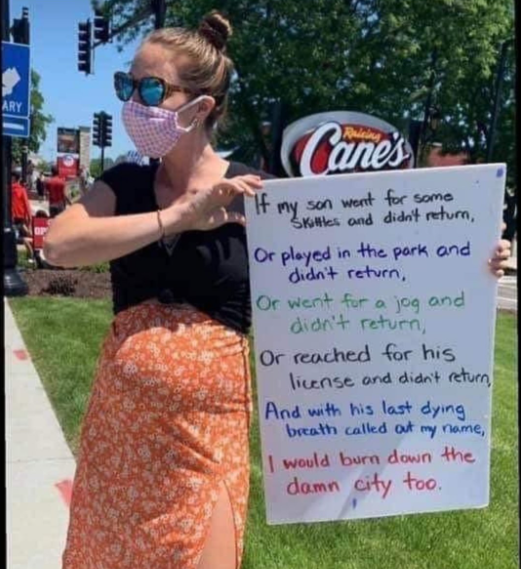 ARY
Raising
Cane's
If my son went for some
Skittles and didn't return,
Or played in the park and
didn't return,
Or went for a jog and
didn't return,
Or reached for his
license and didn't return,
And with his last dying
breath called out my name,
I would burn down the
damn city too.